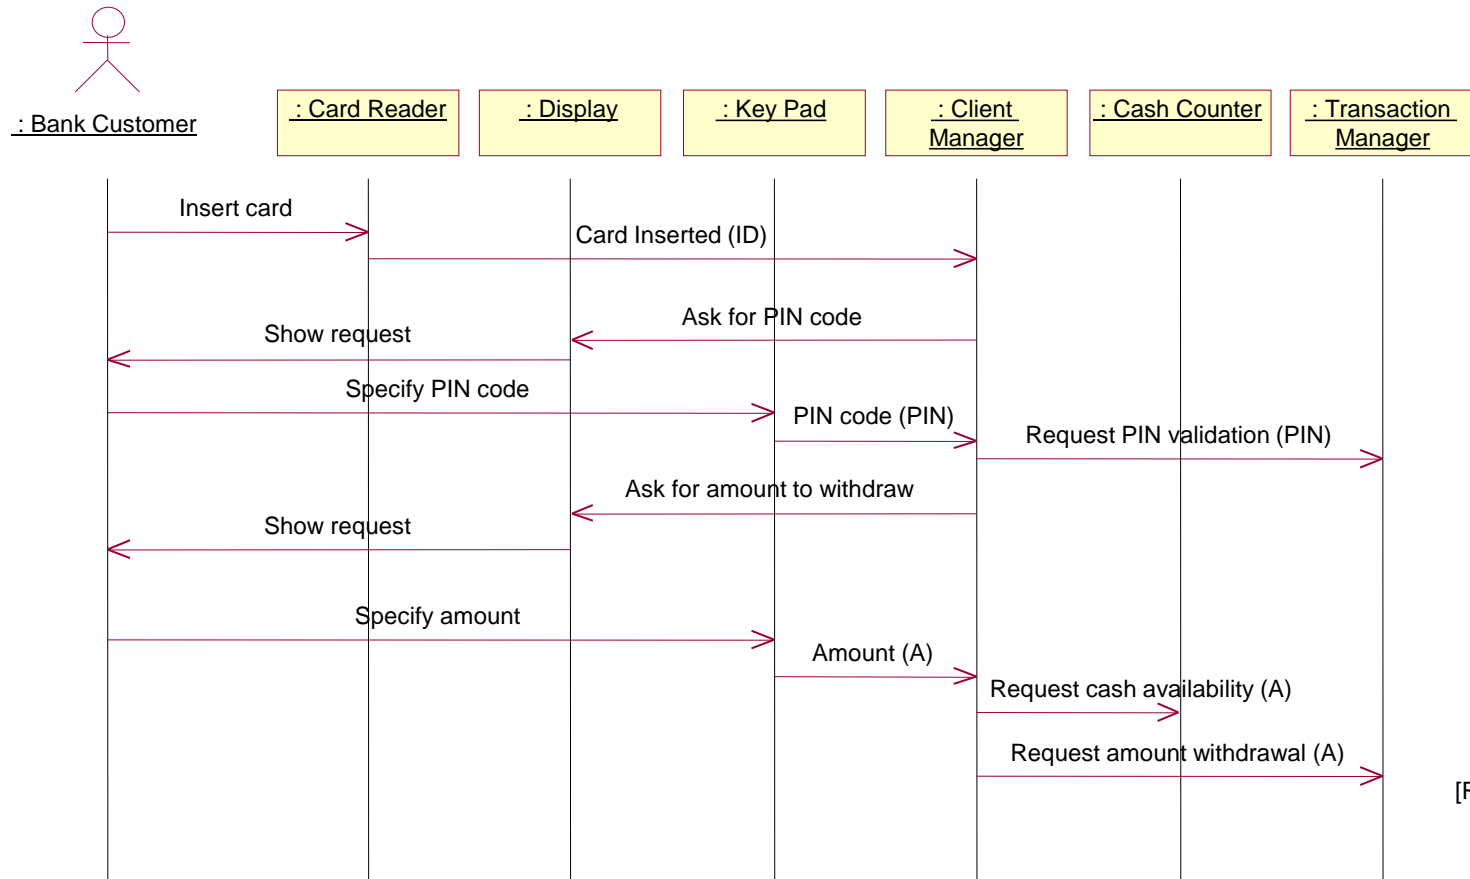 : Bank Customer
: Card Reader
: Display
: Key Pad
: Client
Manager
: Cash Counter
: Transaction
Manager
Insert card
Card Inserted (ID)
Ask for PIN code
Show request
Specify PIN code
PIN code (PIN)
Request PIN validation (PIN)
Ask for amount to withdraw
Show request
Specify amount
Amount (A)
Request cash availability (A)
Request amount withdrawal (A)